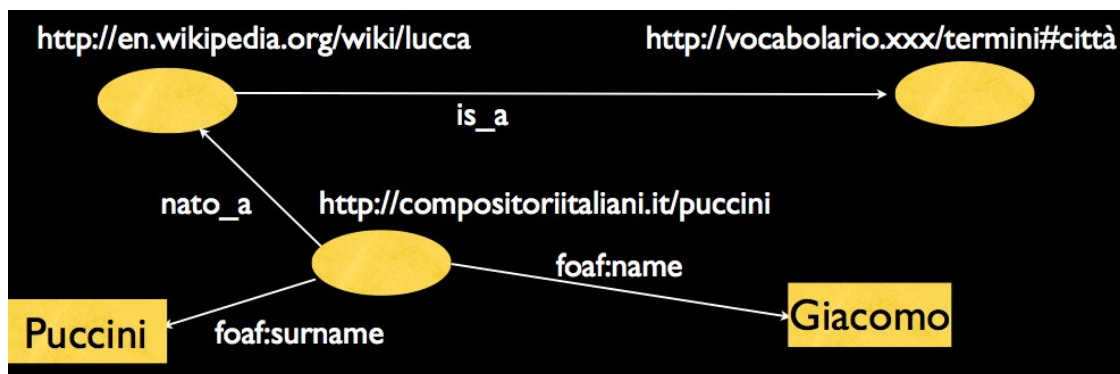 http://en.wikipedia.org/wiki/lucca
http://vocabolario.xxx/termini#città
is_a
nato_a
http://compositoriitaliani.it/puccini
foaf:name
Puccini
foaf:surname
Giacomo